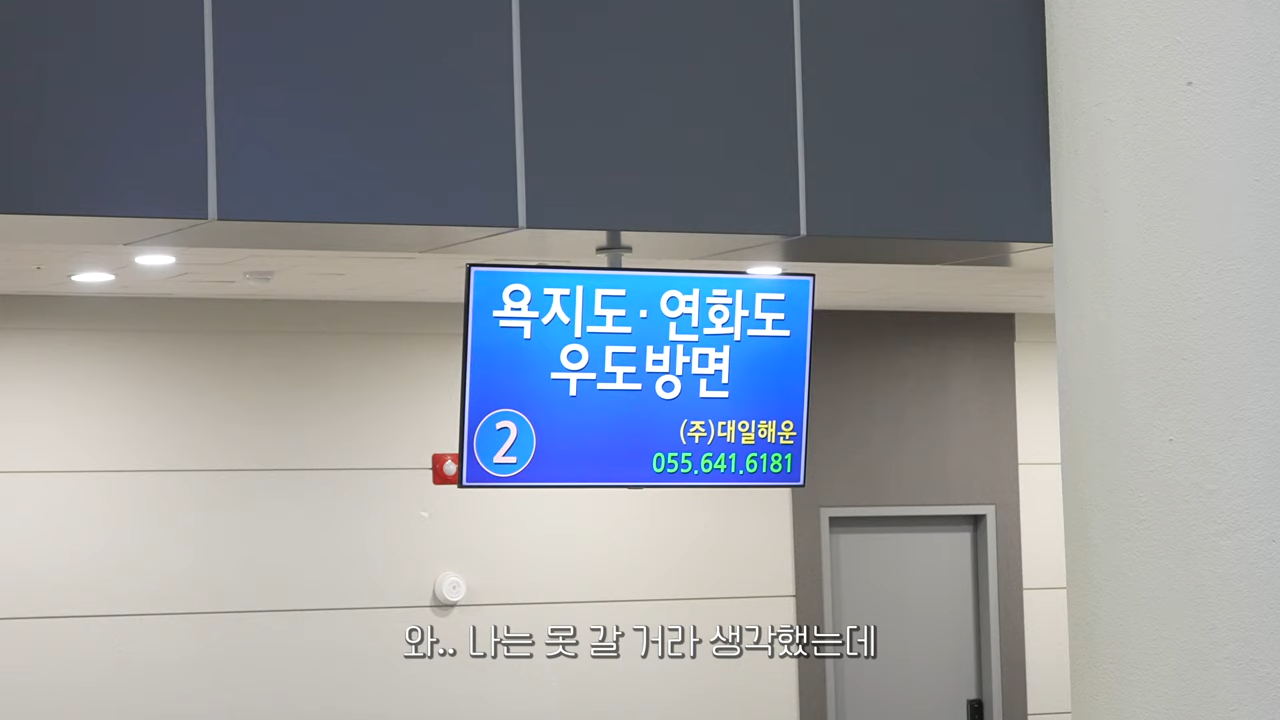 욕지도·연화도
우도방면
2
(주)대일해운
055.641.6181
와.. 나는 못 갈 거라 생각했는데